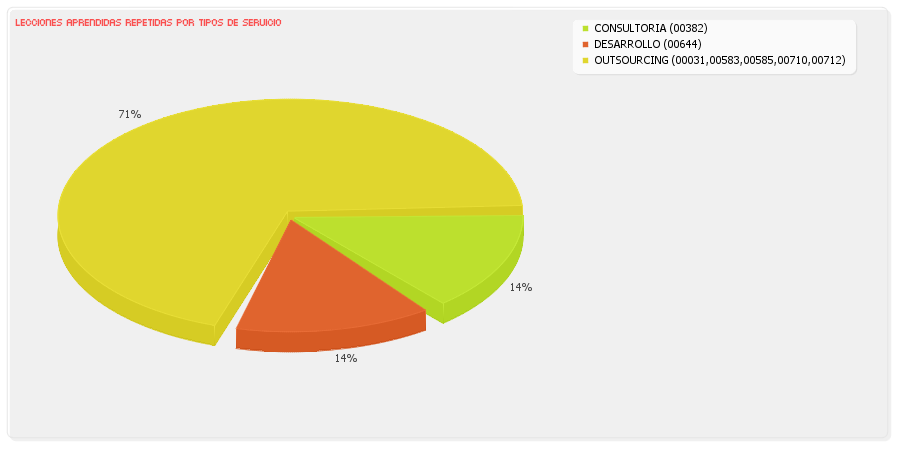 LECCIONES APRENDIDAS REPETIDAS POR TIPOS DE SERVICIO
CONSULTORIA (00382)
DESARROLLO (00644)
OUTSOURCING (00031,00583,00585,00710,00712)
71%
14%
14%